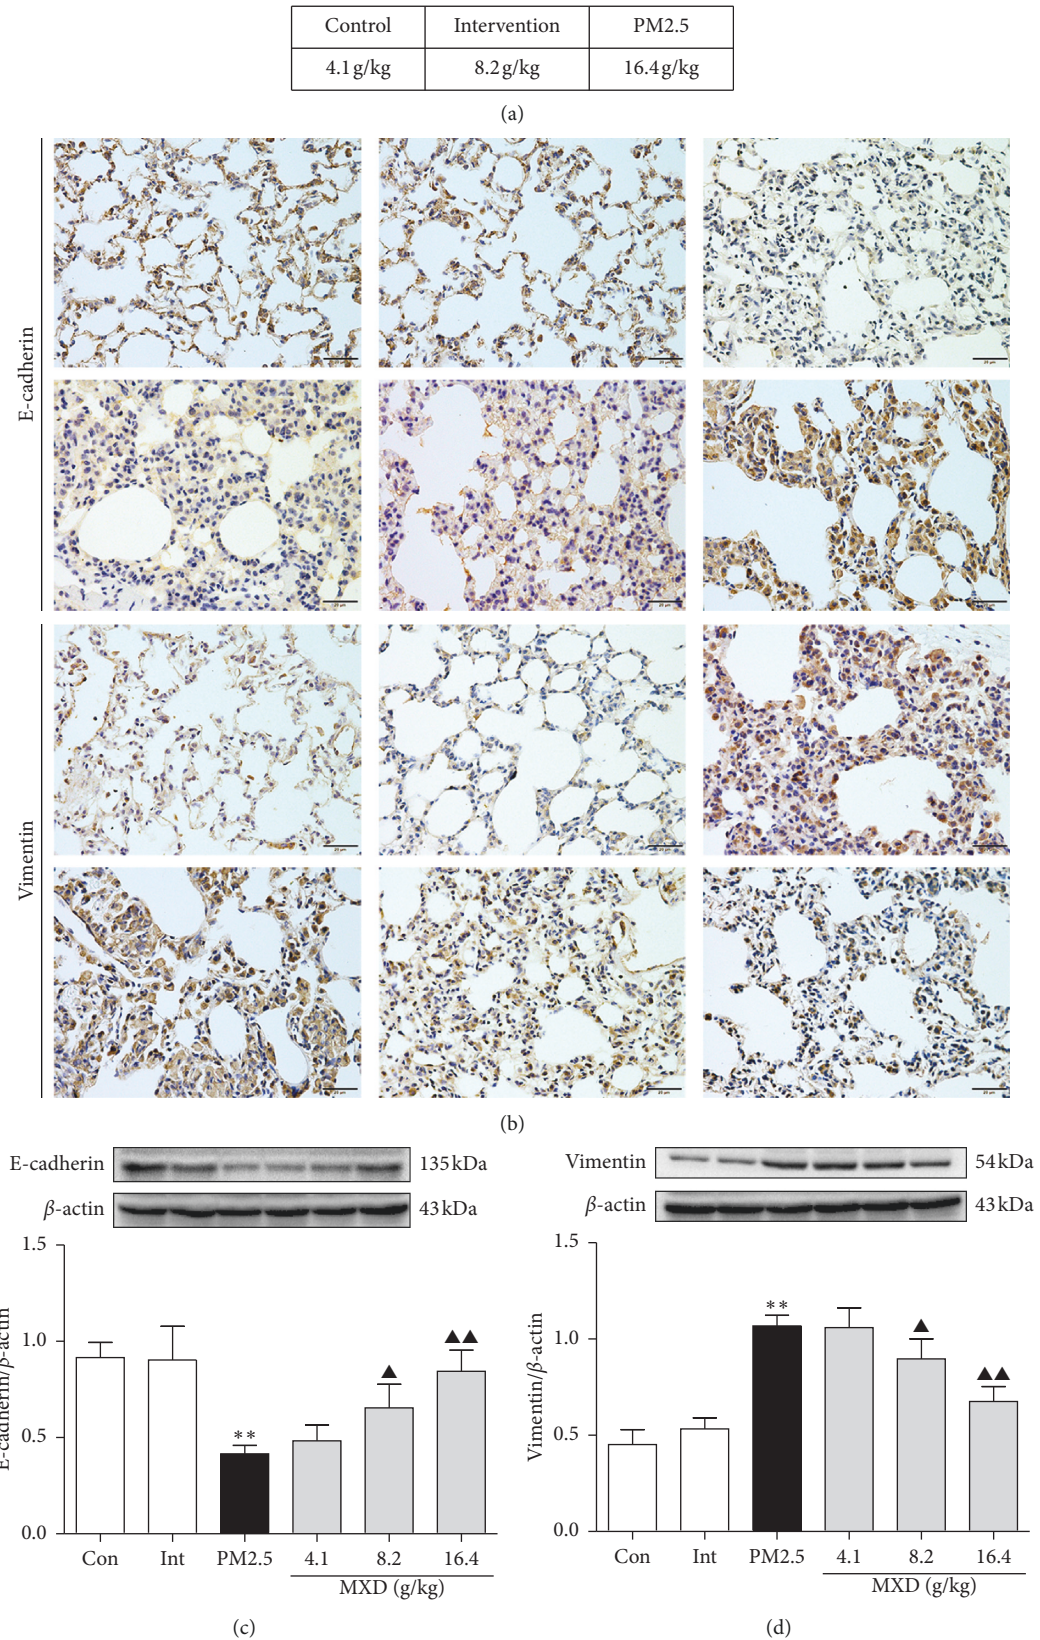 Control Intervention PM2.5
4.1 g/kg 8.2 g/kg 16.4 g/kg
(a)
E-cadherin
Vimentin
(b)
E-cadherin 135 kDa
β-actin 43 kDa
1.5
1.0
0.5
0.0
E-cadherin/β-actin
**
▲
▲▲
Con Int PM2.5 4.1 8.2 16.4
MXD (g/kg)
(c)
Vimentin 54 kDa
β-actin 43 kDa
1.5
1.0
0.5
0.0
Vimentin/β-actin
**
▲
▲▲
Con Int PM2.5 4.1 8.2 16.4
MXD (g/kg)
(d)